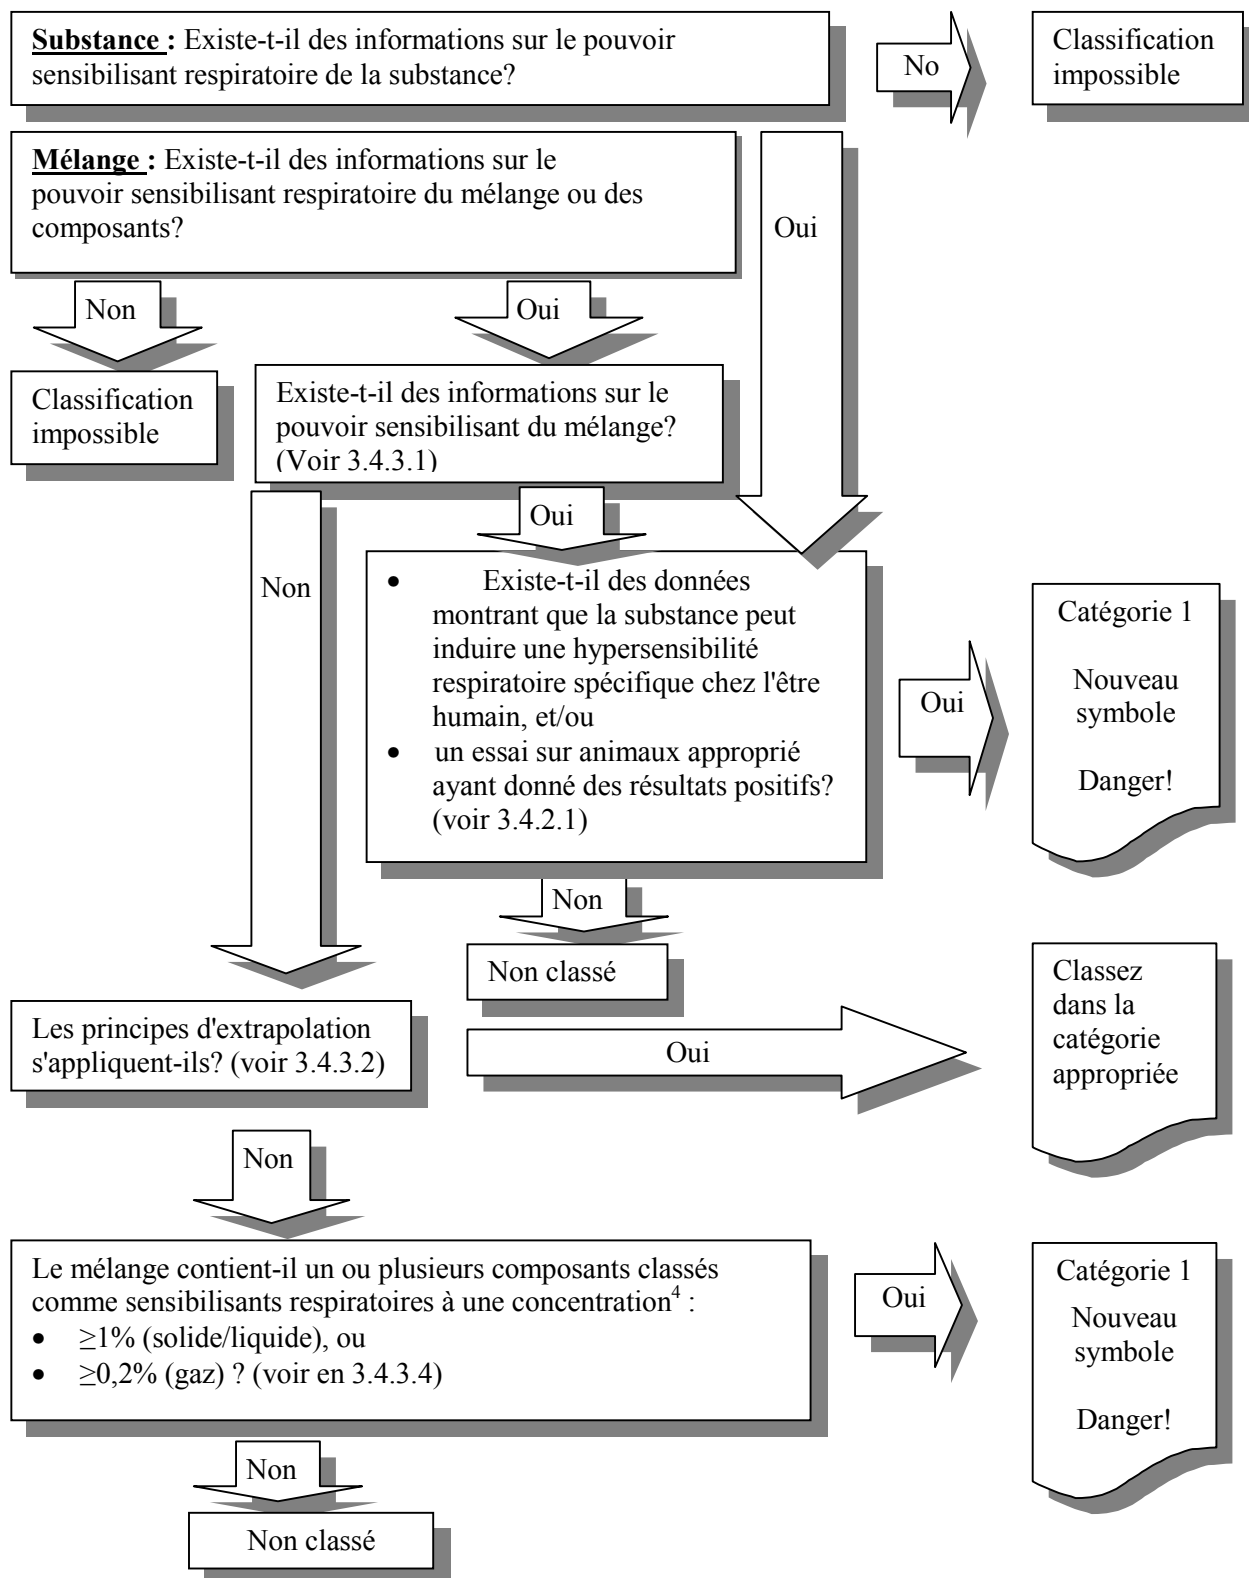 Substance : Existe-t-il des informations sur le pouvoir
sensibilisant respiratoire de la substance?
No
Classification
impossible
Mélange : Existe-t-il des informations sur le
pouvoir sensibilisant respiratoire du mélange ou des
composants?
Oui
Non
Oui
Classification
impossible
Existe-t-il des informations sur le
pouvoir sensibilisant du mélange?
(Voir 3.4.3.1)
Oui
Non
• Existe-t-il des données
montrant que la substance peut
induire une hypersensibilité
respiratoire spécifique chez l'être
humain, et/ou
• un essai sur animaux approprié
ayant donné des résultats positifs?
(voir 3.4.2.1)
Oui
Catégorie 1
Nouveau
symbole
Danger!
Non
Non classé
Les principes d'extrapolation
s'appliquent-ils? (voir 3.4.3.2)
Oui
Classez
dans la
catégorie
appropriée
Non
Le mélange contient-il un ou plusieurs composants classés
comme sensibilisants respiratoires à une concentration⁴ :
• ≥1% (solide/liquide), ou
• ≥0,2% (gaz) ? (voir en 3.4.3.4)
Oui
Catégorie 1
Nouveau
symbole
Danger!
Non
Non classé